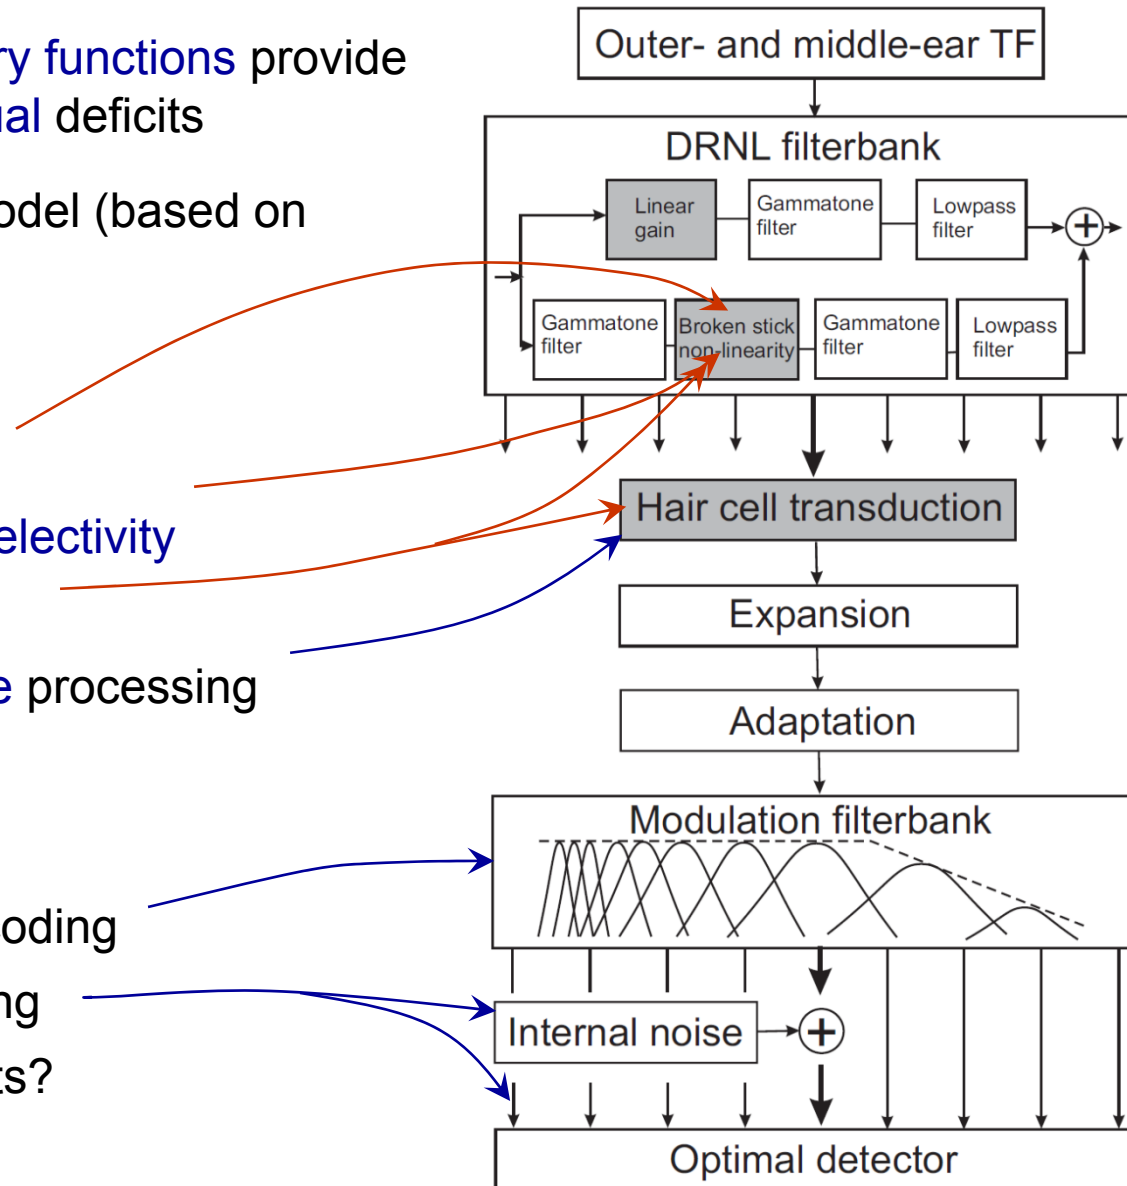 ry functions provide
ual deficits
odel (based on
electivity
e processing
oding
ng
ts?
Outer- and middle-ear TF
DRNL filterbank
Linear
gain
Gammatone
filter
Lowpass
filter
+
Gammatone
filter
Broken stick
non-linearity
Gammatone
filter
Lowpass
filter
Hair cell transduction
Expansion
Adaptation
Modulation filterbank
Internal noise
+
Optimal detector